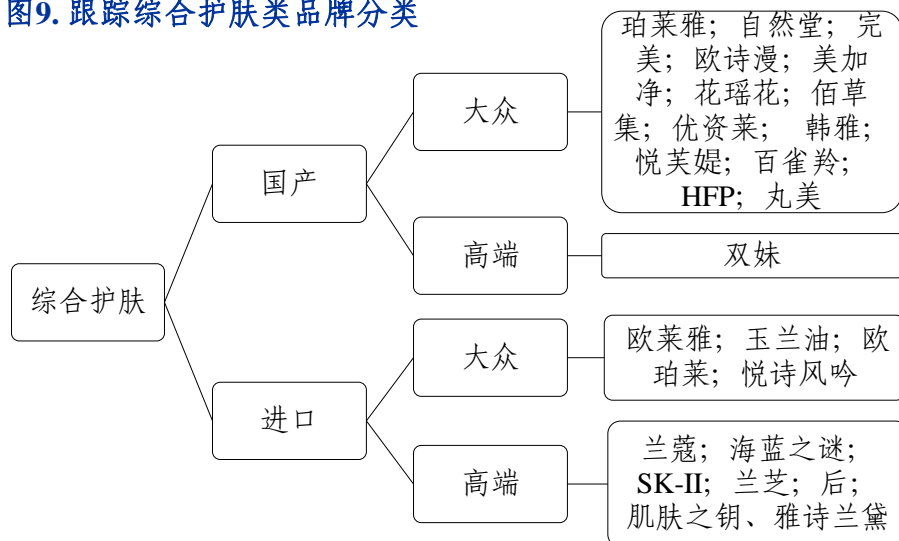 图9. 跟踪综合护肤类品牌分类
综合护肤
国产
大众
珀莱雅；自然堂；完
美；欧诗漫；美加
净；花瑶花；佰草
集；优资莱； 韩雅；
悦芙媞；百雀羚；
HFP；丸美
高端
双妹
进口
大众
欧莱雅；玉兰油；欧
珀莱；悦诗风吟
高端
兰蔻；海蓝之谜；
SK-II；兰芝；后；
肌肤之钥、雅诗兰黛